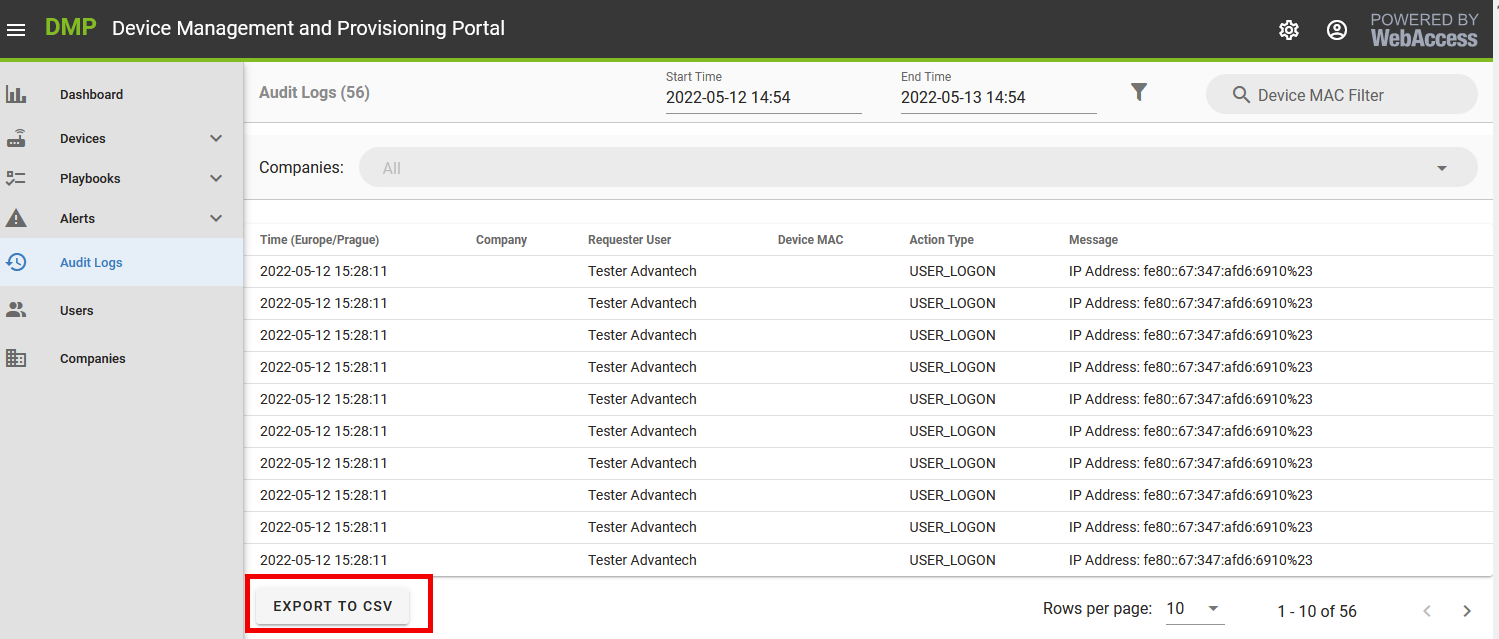 DMP Device Management and Provisioning Portal
POWERED BY
WebAccess
Dashboard
Devices
Playbooks
Alerts
Audit Logs
Users
Companies
Audit Logs (56)
Start Time
2022-05-12 14:54
End Time
2022-05-13 14:54
Device MAC Filter
Companies: All
Time (Europe/Prague) Company Requester User Device MAC Action Type Message
2022-05-12 15:28:11 Tester Advantech USER_LOGON IP Address: fe80::67:347:afd6:6910%23
2022-05-12 15:28:11 Tester Advantech USER_LOGON IP Address: fe80::67:347:afd6:6910%23
2022-05-12 15:28:11 Tester Advantech USER_LOGON IP Address: fe80::67:347:afd6:6910%23
2022-05-12 15:28:11 Tester Advantech USER_LOGON IP Address: fe80::67:347:afd6:6910%23
2022-05-12 15:28:11 Tester Advantech USER_LOGON IP Address: fe80::67:347:afd6:6910%23
2022-05-12 15:28:11 Tester Advantech USER_LOGON IP Address: fe80::67:347:afd6:6910%23
2022-05-12 15:28:11 Tester Advantech USER_LOGON IP Address: fe80::67:347:afd6:6910%23
2022-05-12 15:28:11 Tester Advantech USER_LOGON IP Address: fe80::67:347:afd6:6910%23
2022-05-12 15:28:11 Tester Advantech USER_LOGON IP Address: fe80::67:347:afd6:6910%23
2022-05-12 15:28:11 Tester Advantech USER_LOGON IP Address: fe80::67:347:afd6:6910%23
EXPORT TO CSV
Rows per page: 10 1 - 10 of 56